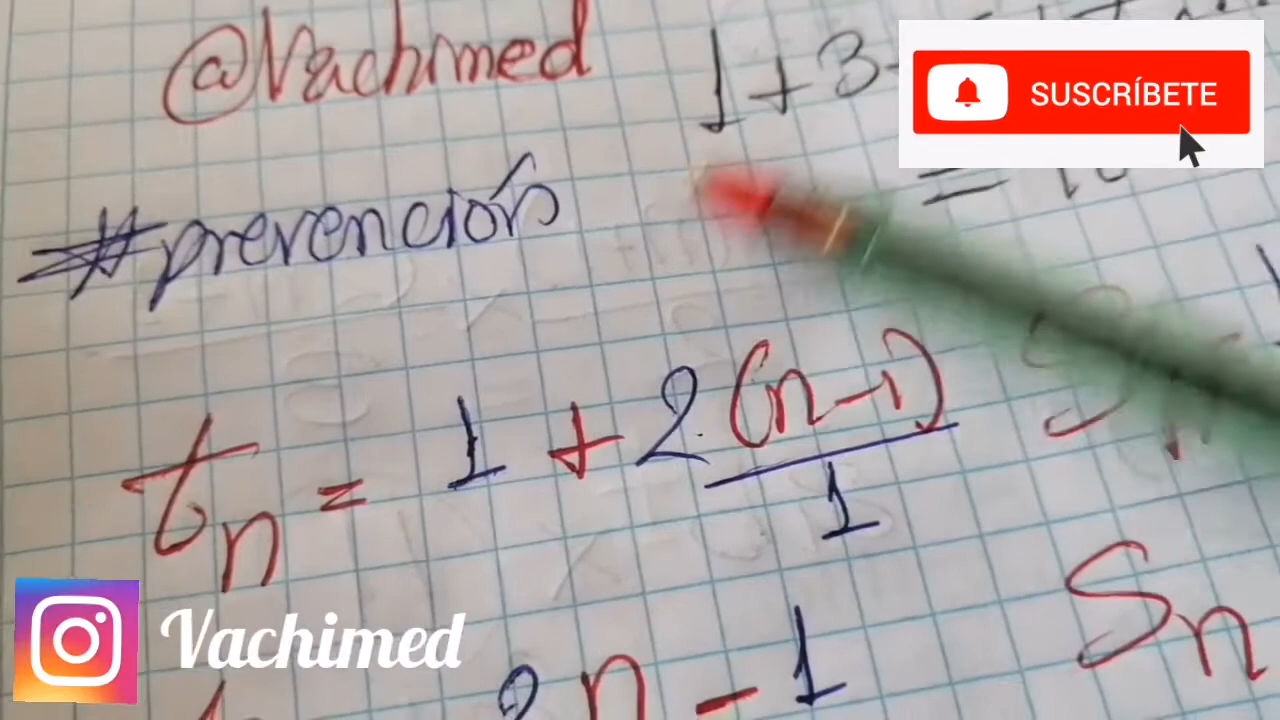 @Vachimed
1 + 3
SUSCRÍBETE
#prevención
tn = 1 + 2 (n-1)
1
Sn
2n - 1
Vachimed